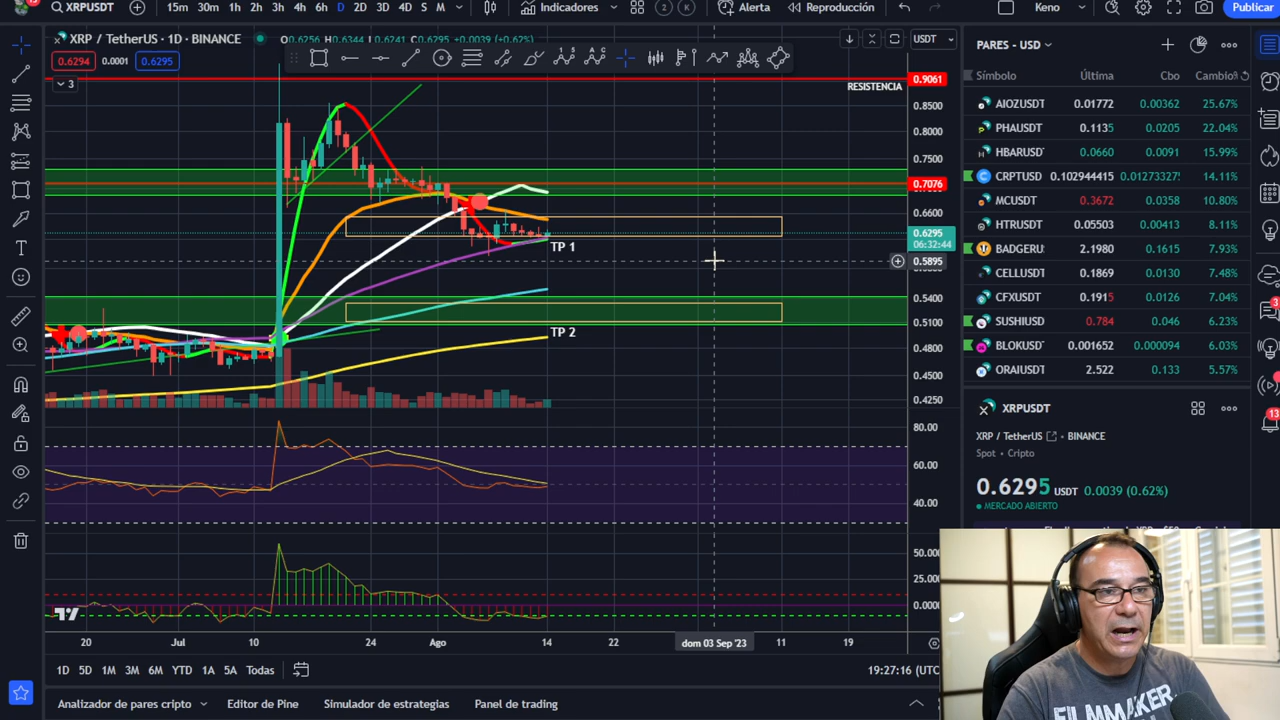 XRPUSDT 15m 30m 1h 2h 3h 4h 6h D 2D 3D 4D S M Indicadores 2 K Alerta Reproducción Keno Publicar
XRP / TetherUS · 1D · BINANCE O0.6256 H0.6344 L0.6241 C0.6295 +0.0039 (+0.62%) USDT
0.6294 0.0001 0.6295
3
RESISTENCIA
TP 1
TP 2
0.9061
0.8500
0.8000
0.7500
0.7076
0.6600
0.6295
06:32:44
0.5895
0.5400
0.5100
0.4800
0.4500
0.4250
80.00
60.00
40.00
50.000
25.000
0.0000
20 Jul 10 24 Ago 14 22 dom 03 Sep '23 11 19
1D 5D 1M 3M 6M YTD 1A 5A Todas 19:27:16 (UTC
Analizador de pares cripto Editor de Pine Simulador de estrategias Panel de trading
PARES - USD
Símbolo Última Cbo Cambio%
AIOZUSDT 0.01772 0.00362 25.67%
PHAUSDT 0.1135 0.0205 22.04%
HBARUSD 0.0660 0.0091 15.99%
CRPTUSD 0.102944415 0.01273327 14.11%
MCUSDT 0.3672 0.0358 10.80%
HTRUSDT 0.05503 0.00413 8.11%
BADGERU 2.1980 0.1615 7.93%
CELLUSDT 0.1869 0.0130 7.48%
CFXUSDT 0.1915 0.0126 7.04%
SUSHIUSD 0.784 0.046 6.23%
BLOKUSD 0.001652 0.000094 6.03%
ORAIUSDT 2.522 0.133 5.57%
XRPUSDT
XRP / TetherUS BINANCE
Spot • Cripto
0.6295 USDT 0.0039 (0.62%)
MERCADO ABIERTO
13
FILMMAKER